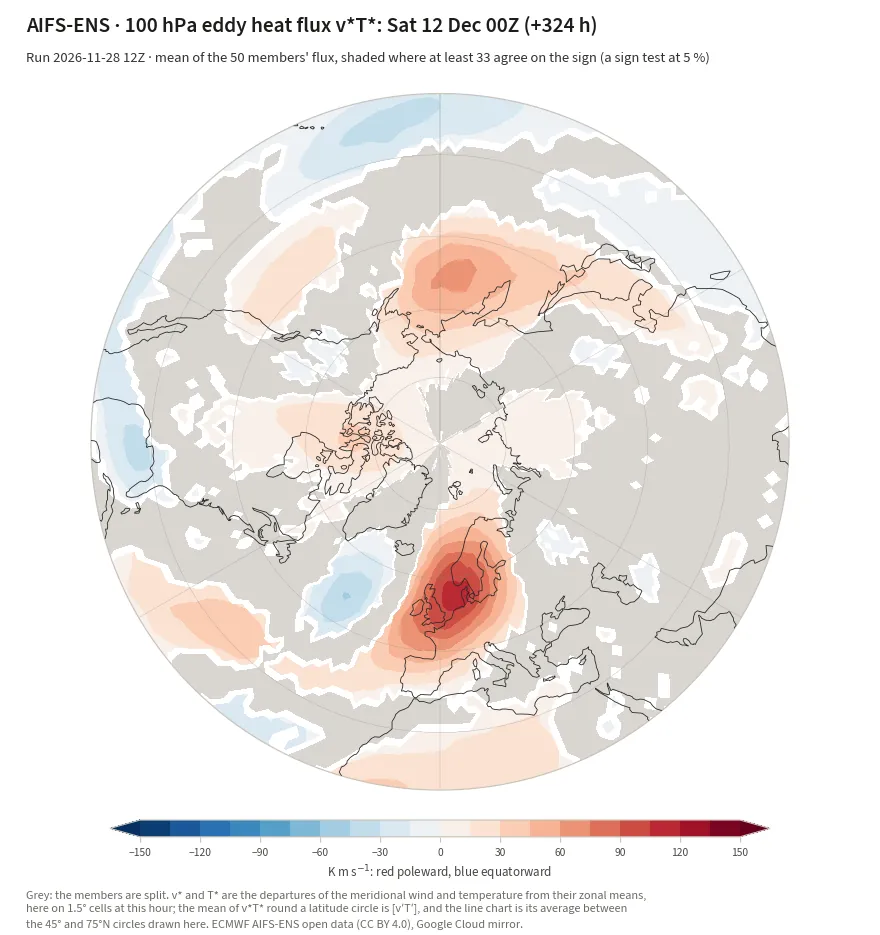 AIFS-ENS · 100 hPa eddy heat flux v*T*: Sat 12 Dec 00Z (+324 h)
Run 2026-11-28 12Z · mean of the 50 members' flux, shaded where at least 33 agree on the sign (a sign test at 5 %)
−150 −120 −90 −60 −30 0 30 60 90 120 150
K m s⁻¹: red poleward, blue equatorward
Grey: the members are split. v* and T* are the departures of the meridional wind and temperature from their zonal means,
here on 1.5° cells at this hour; the mean of v*T* round a latitude circle is [v'T'], and the line chart is its average between
the 45° and 75°N circles drawn here. ECMWF AIFS-ENS open data (CC BY 4.0), Google Cloud mirror.